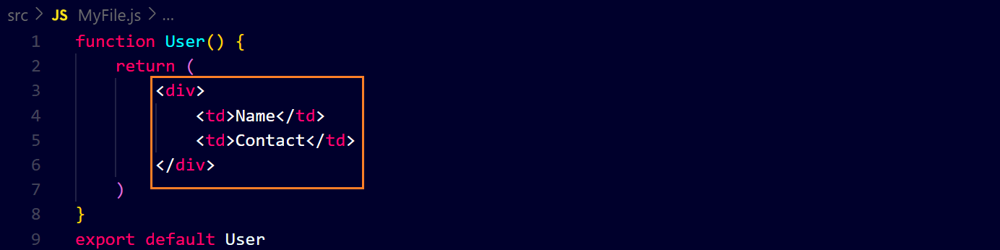 src > JS MyFile.js > ...
1 function User() {
2     return (
3         <div>
4             <td>Name</td>
5             <td>Contact</td>
6         </div>
7     )
8 }
9 export default User